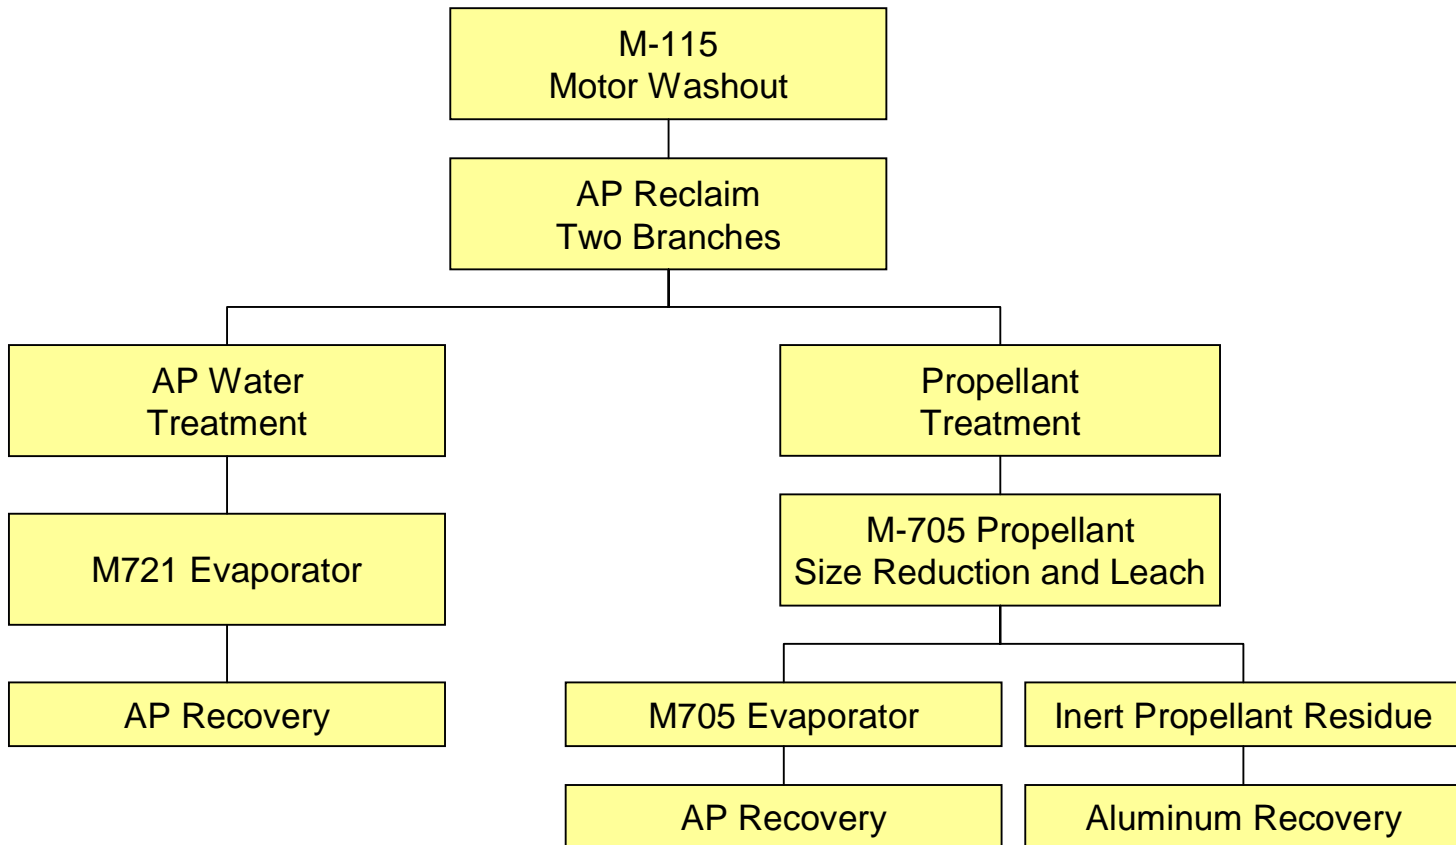 M-115
Motor Washout
AP Reclaim
Two Branches
AP Water
Treatment
Propellant
Treatment
M721 Evaporator
M-705 Propellant
Size Reduction and Leach
AP Recovery
M705 Evaporator
Inert Propellant Residue
AP Recovery
Aluminum Recovery